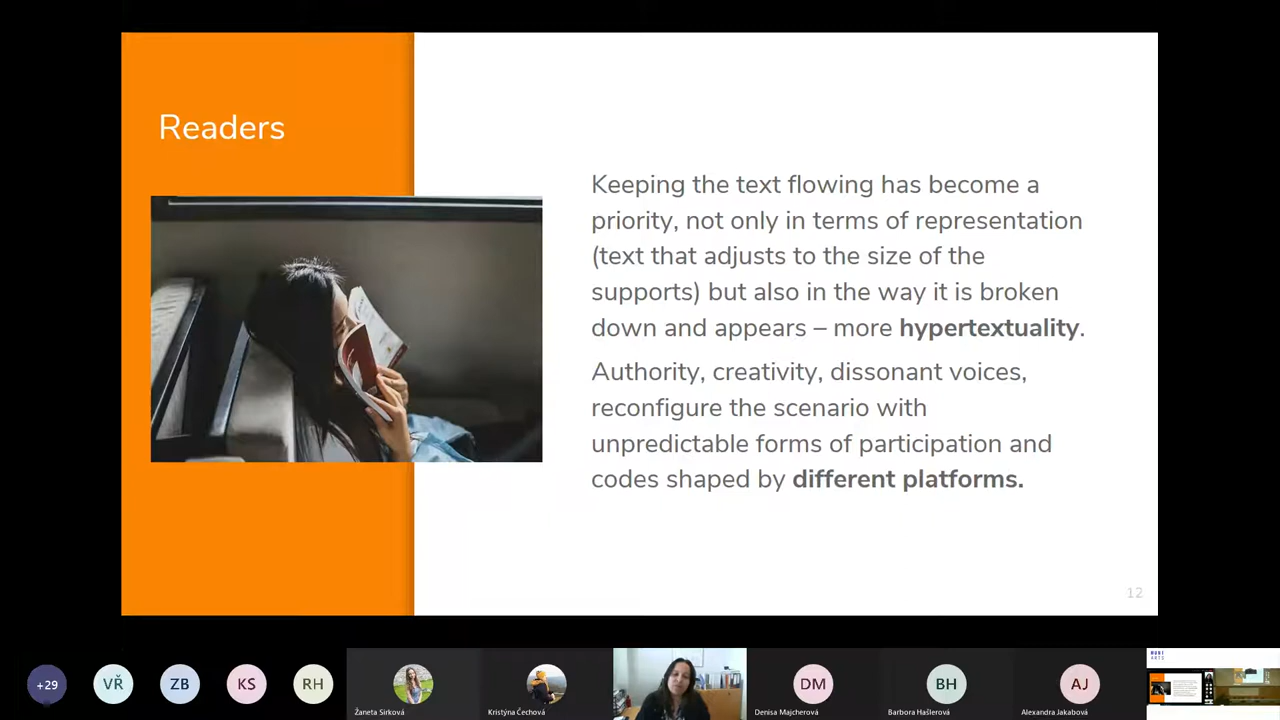 Readers
Keeping the text flowing has become a
priority, not only in terms of representation
(text that adjusts to the size of the
supports) but also in the way it is broken
down and appears – more hypertextuality.
Authority, creativity, dissonant voices,
reconfigure the scenario with
unpredictable forms of participation and
codes shaped by different platforms.
12
+29
VŘ
ZB
KS
RH
Žaneta Sirková
Kristýna Čechová
DM
Denisa Majcherová
BH
Barbora Hašlerová
AJ
Alexandra Jakabová
MUNI
ARTS